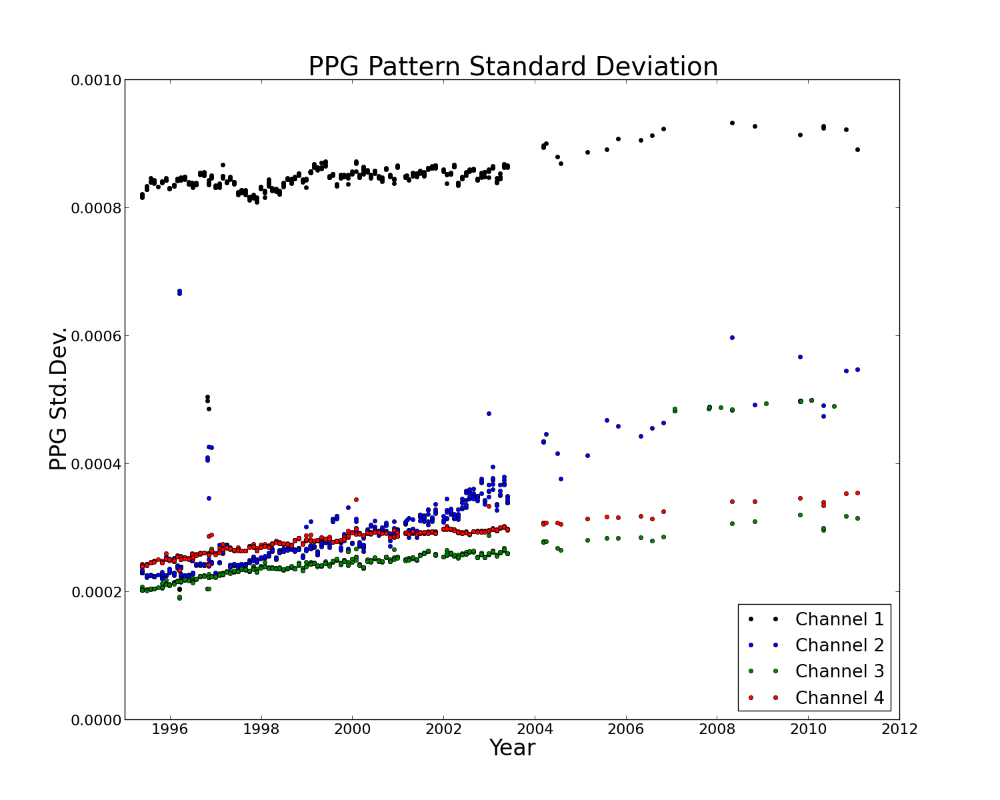 PPG Pattern Standard Deviation
PPG Std.Dev.
0.0010
0.0008
0.0006
0.0004
0.0002
0.0000
1996 1998 2000 2002 2004 2006 2008 2010 2012
Year
Channel 1
Channel 2
Channel 3
Channel 4